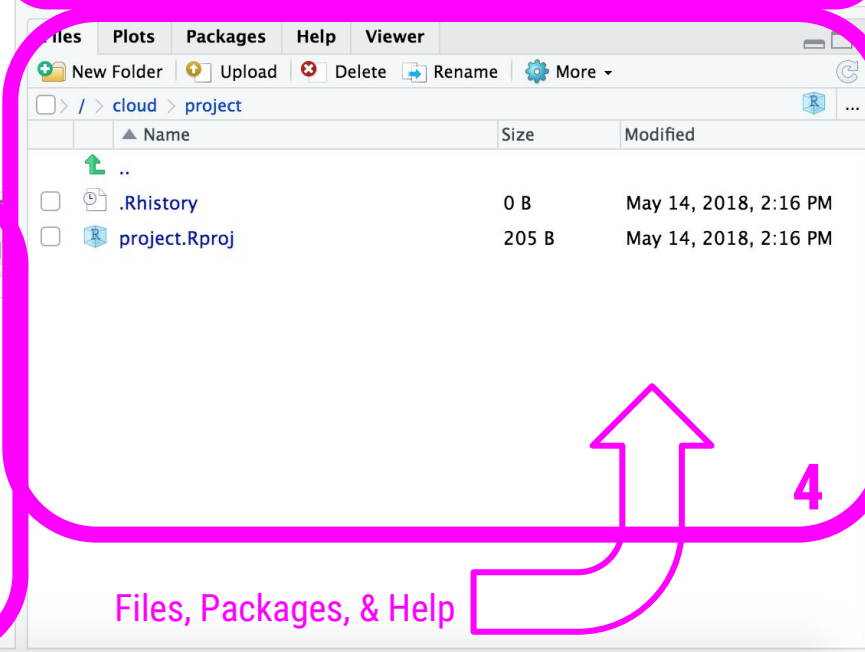 Files Plots Packages Help Viewer
New Folder Upload Delete Rename More
> / > cloud > project R ...
Name Size Modified
..
.Rhistory 0 B May 14, 2018, 2:16 PM
R project.Rproj 205 B May 14, 2018, 2:16 PM
4
Files, Packages, & Help